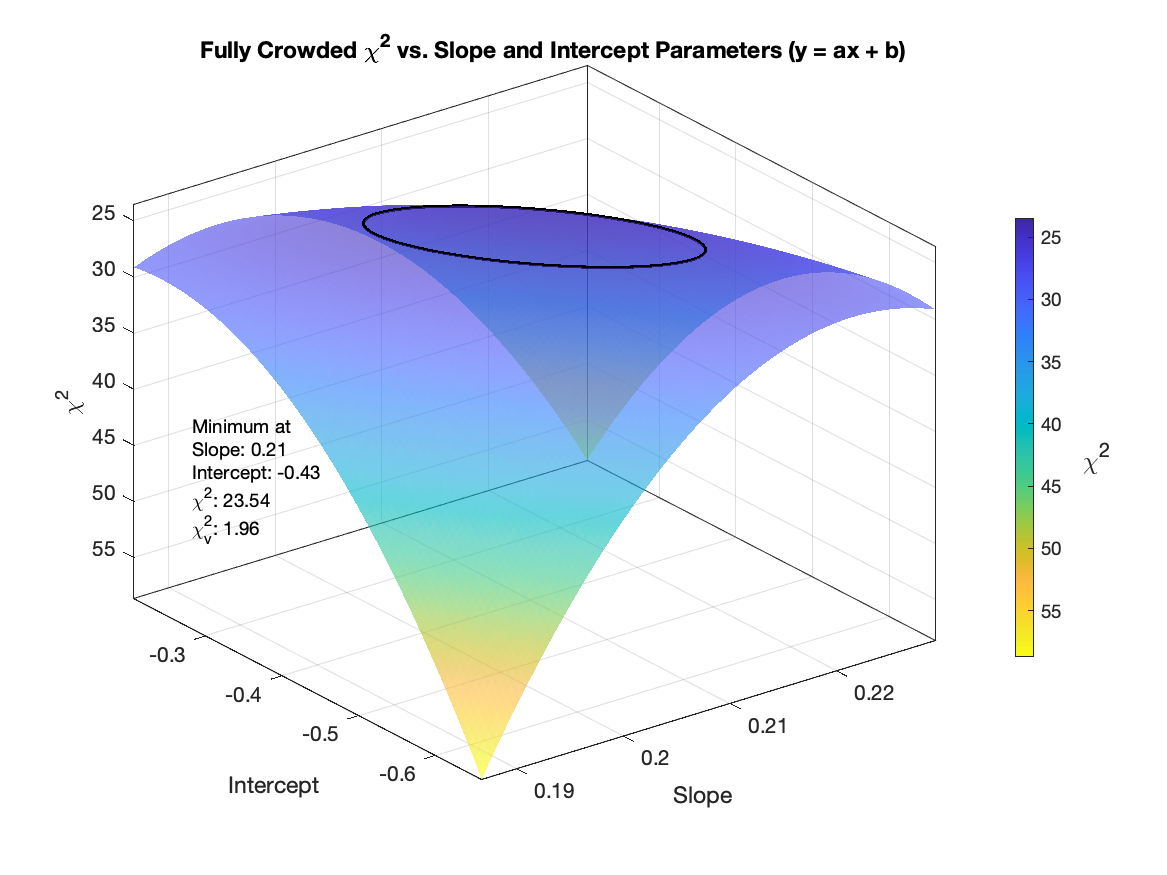 Fully Crowded χ² vs. Slope and Intercept Parameters (y = ax + b)
25
30
35
40
45
50
55
χ²
Minimum at
Slope: 0.21
Intercept: -0.43
χ²: 23.54
χ²ᵥ: 1.96
-0.3
-0.4
-0.5
-0.6
Intercept
0.19
0.2
0.21
0.22
Slope
25
30
35
40
45
50
55
χ²